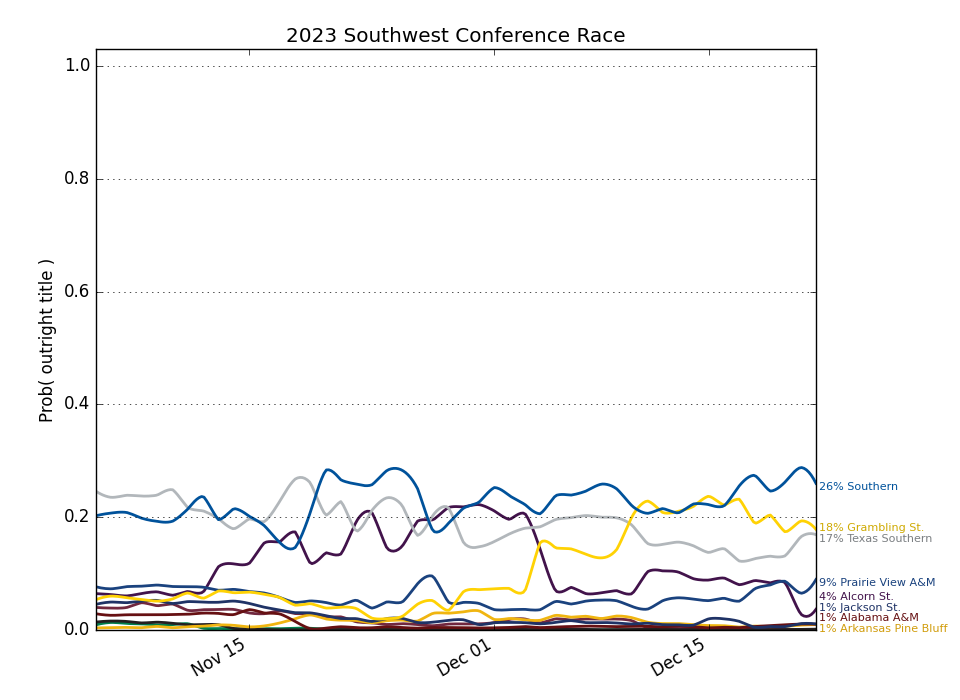 2023 Southwest Conference Race
Prob( outright title )
1.0
0.8
0.6
0.4
0.2
0.0
Nov 15
Dec 01
Dec 15
26% Southern
18% Grambling St.
17% Texas Southern
9% Prairie View A&M
4% Alcorn St.
1% Jackson St.
1% Alabama A&M
1% Arkansas Pine Bluff